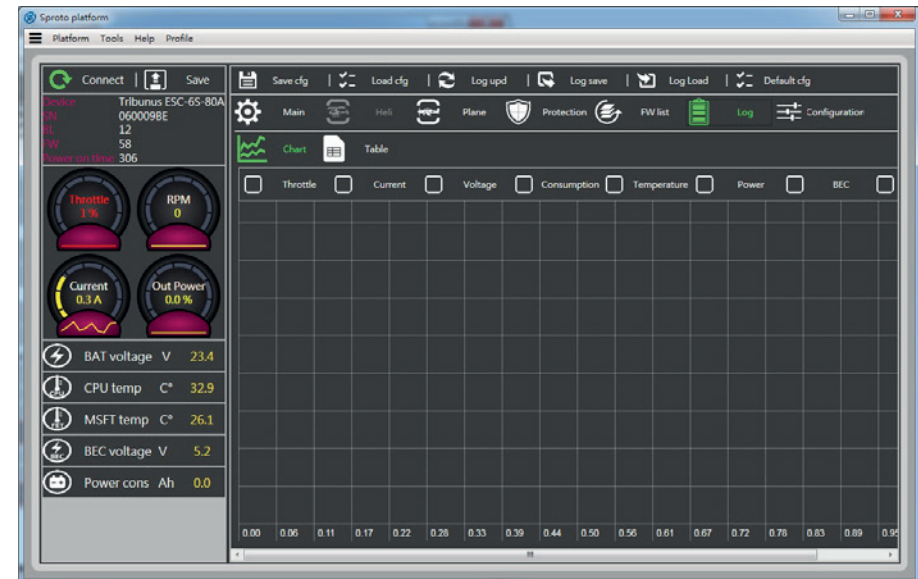 Sproto platform
Platform Tools Help Profile
Connect | Save
Save cfg | Load cfg | Log upd | Log save | Log Load | Default cfg
Device Tribunus ESC-6S-80A
SN 060009BE
BL 12
FW 58
Power on time 306
Main Heli Plane Protection FW list Log Configuration
Chart Table
Throttle Current Voltage Consumption Temperature Power BEC
Throttle
1 %
RPM
0
Current
0.3 A
Out Power
0.0 %
BAT voltage V 23.4
CPU temp C° 32.9
MSFT temp C° 26.1
BEC voltage V 5.2
Power cons Ah 0.0
0.00 0.06 0.11 0.17 0.22 0.28 0.33 0.39 0.44 0.50 0.56 0.61 0.67 0.72 0.78 0.83 0.89 0.95